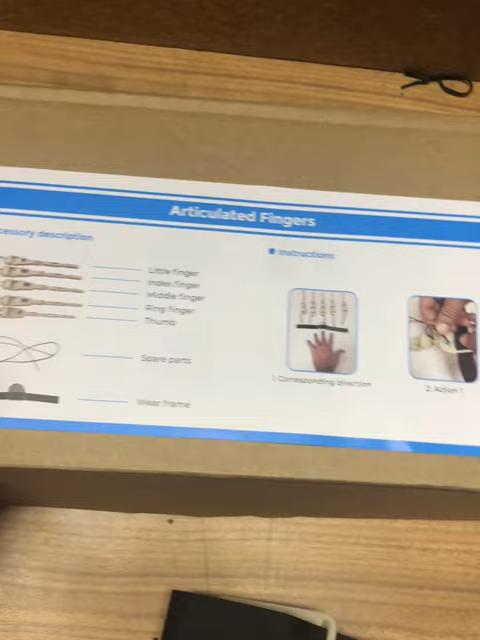 Articulated Fingers
cessory description
Little finger
Index finger
Middle finger
Ring finger
Thumb
Spare parts
Wear frame
Instructions
1. Corresponding direction
2. Action 1